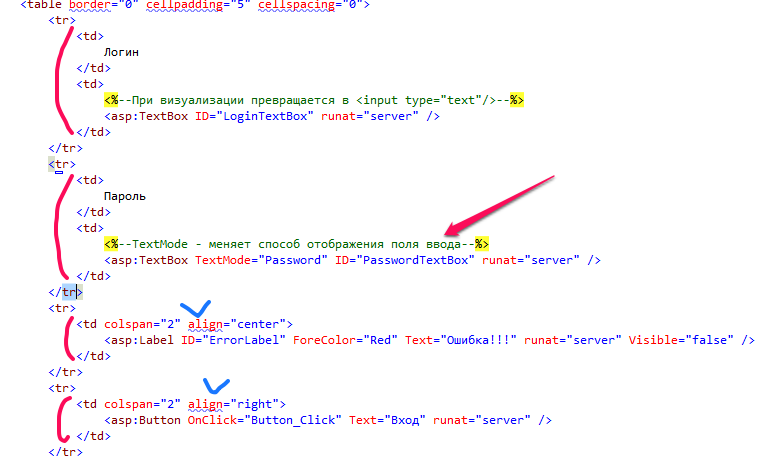 <table border="0" cellpadding="5" cellspacing="0">
<tr>
<td>
Логин
</td>
<td>
<%--При визуализации превращается в <input type="text"/>--%>
<asp:TextBox ID="LoginTextBox" runat="server" />
</td>
</tr>
<tr>
<td>
Пароль
</td>
<td>
<%--TextMode - меняет способ отображения поля ввода--%>
<asp:TextBox TextMode="Password" ID="PasswordTextBox" runat="server" />
</td>
</tr>
<tr>
<td colspan="2" align="center">
<asp:Label ID="ErrorLabel" ForeColor="Red" Text="Ошибка!!!" runat="server" Visible="false" />
</td>
</tr>
<tr>
<td colspan="2" align="right">
<asp:Button OnClick="Button_Click" Text="Вход" runat="server" />
</td>
</tr>